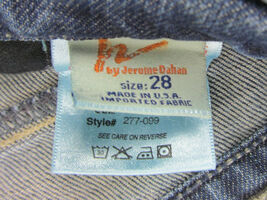 by Jerome Dahan
size: 28
MADE IN U.S.A.
IMPORTED FABRIC
Style# 277-099
SEE CARE ON REVERSE